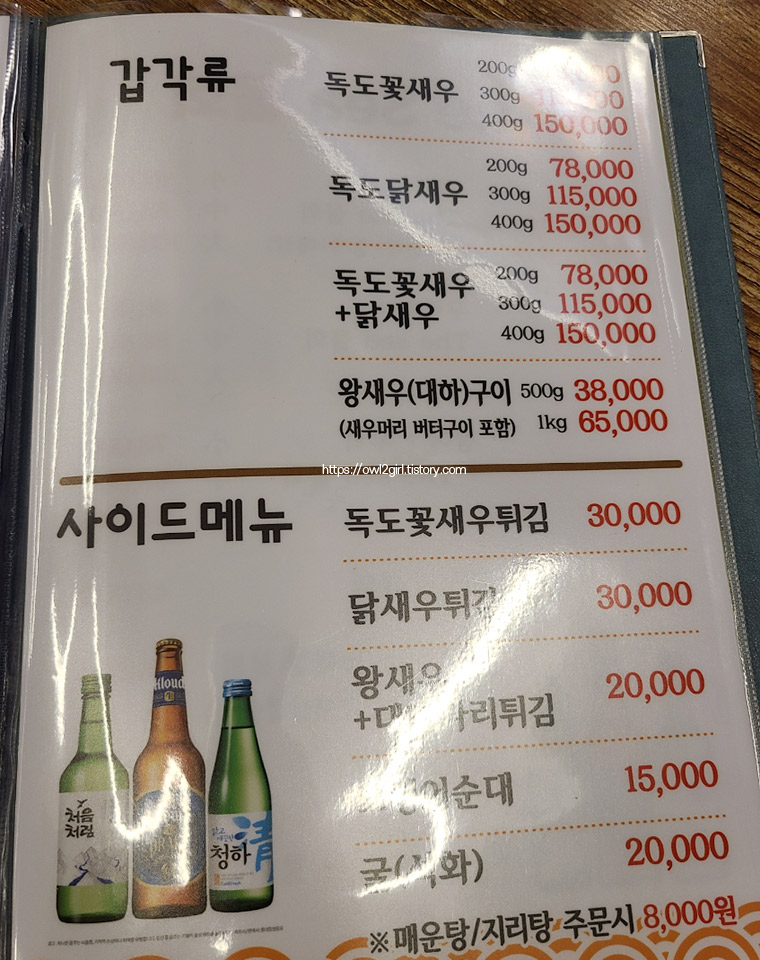 갑각류
독도꽃새우
200g
300g
400g 150,000
독도닭새우
200g 78,000
300g 115,000
400g 150,000
독도꽃새우
+닭새우
200g 78,000
300g 115,000
400g 150,000
왕새우(대하)구이 500g 38,000
(새우머리 버터구이 포함) 1kg 65,000
https://owl2girl.tistory.com
사이드메뉴
독도꽃새우튀김 30,000
닭새우튀김 30,000
왕새우
20,000
리튀김
순대 15,000
20,000
※매운탕/지리탕 주문시 8,000원
Kloud
처음
처럼
청하
淸